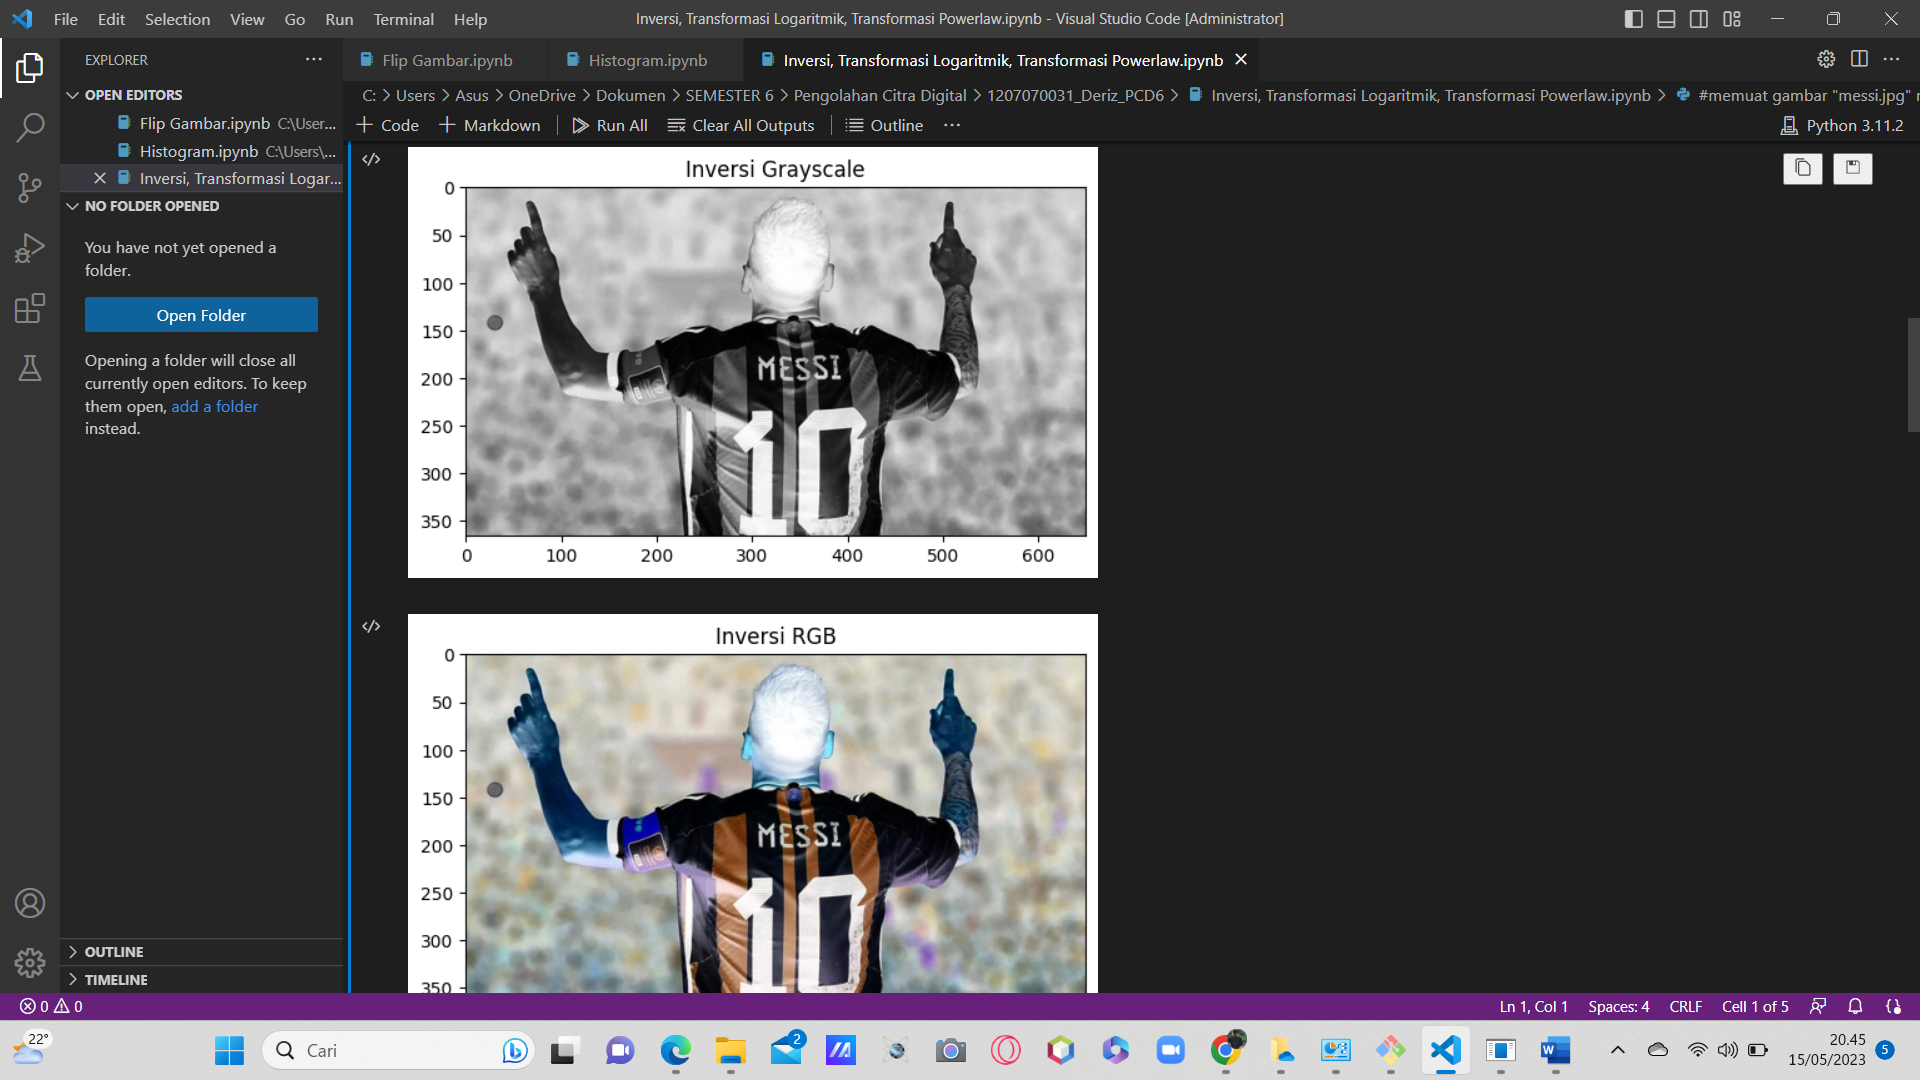 File Edit Selection View Go Run Terminal Help
Inversi, Transformasi Logaritmik, Transformasi Powerlaw.ipynb - Visual Studio Code [Administrator]
EXPLORER
Flip Gambar.ipynb
Histogram.ipynb
Inversi, Transformasi Logaritmik, Transformasi Powerlaw.ipynb
C: > Users > Asus > OneDrive > Dokumen > SEMESTER 6 > Pengolahan Citra Digital > 1207070031_Deriz_PCD6 > Inversi, Transformasi Logaritmik, Transformasi Powerlaw.ipynb > #memuat gambar "messi.jpg"
+ Code + Markdown Run All Clear All Outputs Outline ...
Python 3.11.2
OPEN EDITORS
Flip Gambar.ipynb C:\User...
Histogram.ipynb C:\Users\...
Inversi, Transformasi Logar...
NO FOLDER OPENED
You have not yet opened a
folder.
Open Folder
Opening a folder will close all
currently open editors. To keep
them open, add a folder
instead.
OUTLINE
TIMELINE
Inversi Grayscale
0
50
100
150
200
250
300
350
0 100 200 300 400 500 600
MESSI
10
Inversi RGB
0
50
100
150
200
250
300
350
MESSI
10
0 0
Ln 1, Col 1 Spaces: 4 CRLF Cell 1 of 5
22°
Cari
2
20.45
15/05/2023
5